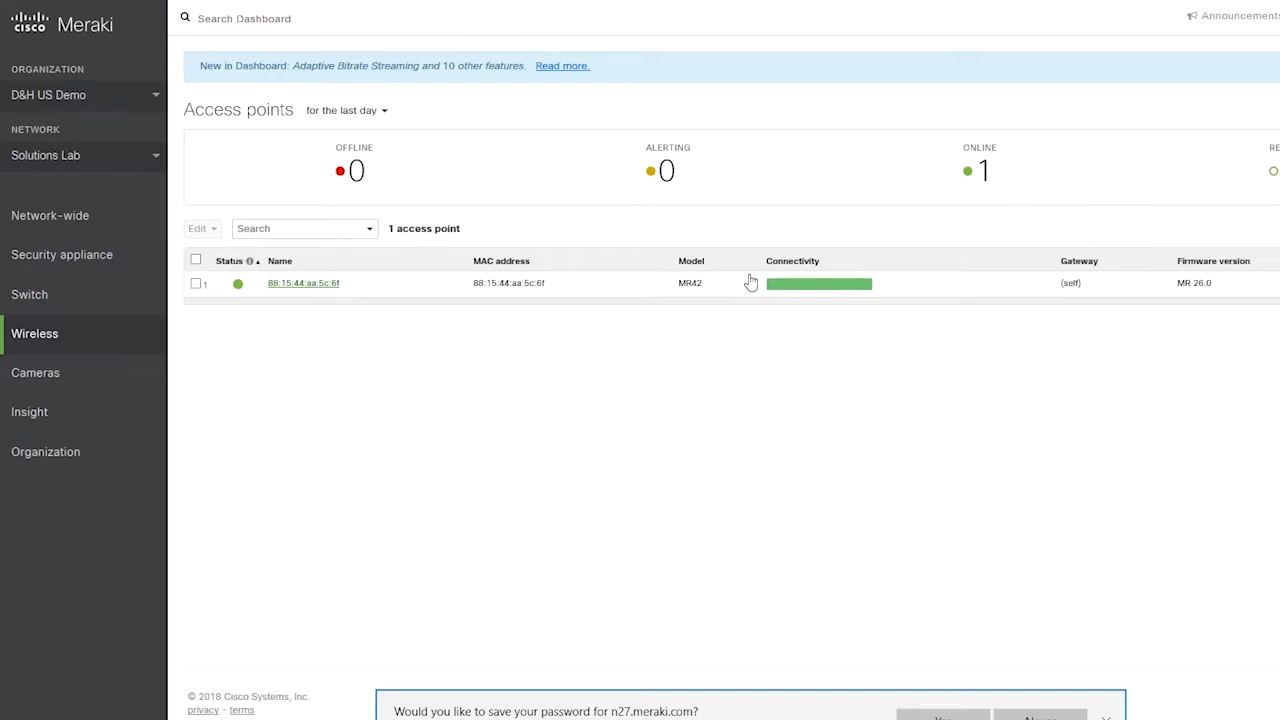 cisco Meraki
Search Dashboard
Announcements
New in Dashboard: Adaptive Bitrate Streaming and 10 other features. Read more.
ORGANIZATION
D&H US Demo
NETWORK
Solutions Lab
Network-wide
Security appliance
Switch
Wireless
Cameras
Insight
Organization
Access points for the last day
OFFLINE
0
ALERTING
0
ONLINE
1
RE
Edit Search 1 access point
Status Name MAC address Model Connectivity Gateway Firmware version
1 88:15:44:aa:5c:6f 88:15:44:aa:5c:6f MR42 (self) MR 26.0
© 2018 Cisco Systems, Inc.
privacy - terms
Would you like to save your password for n27.meraki.com?